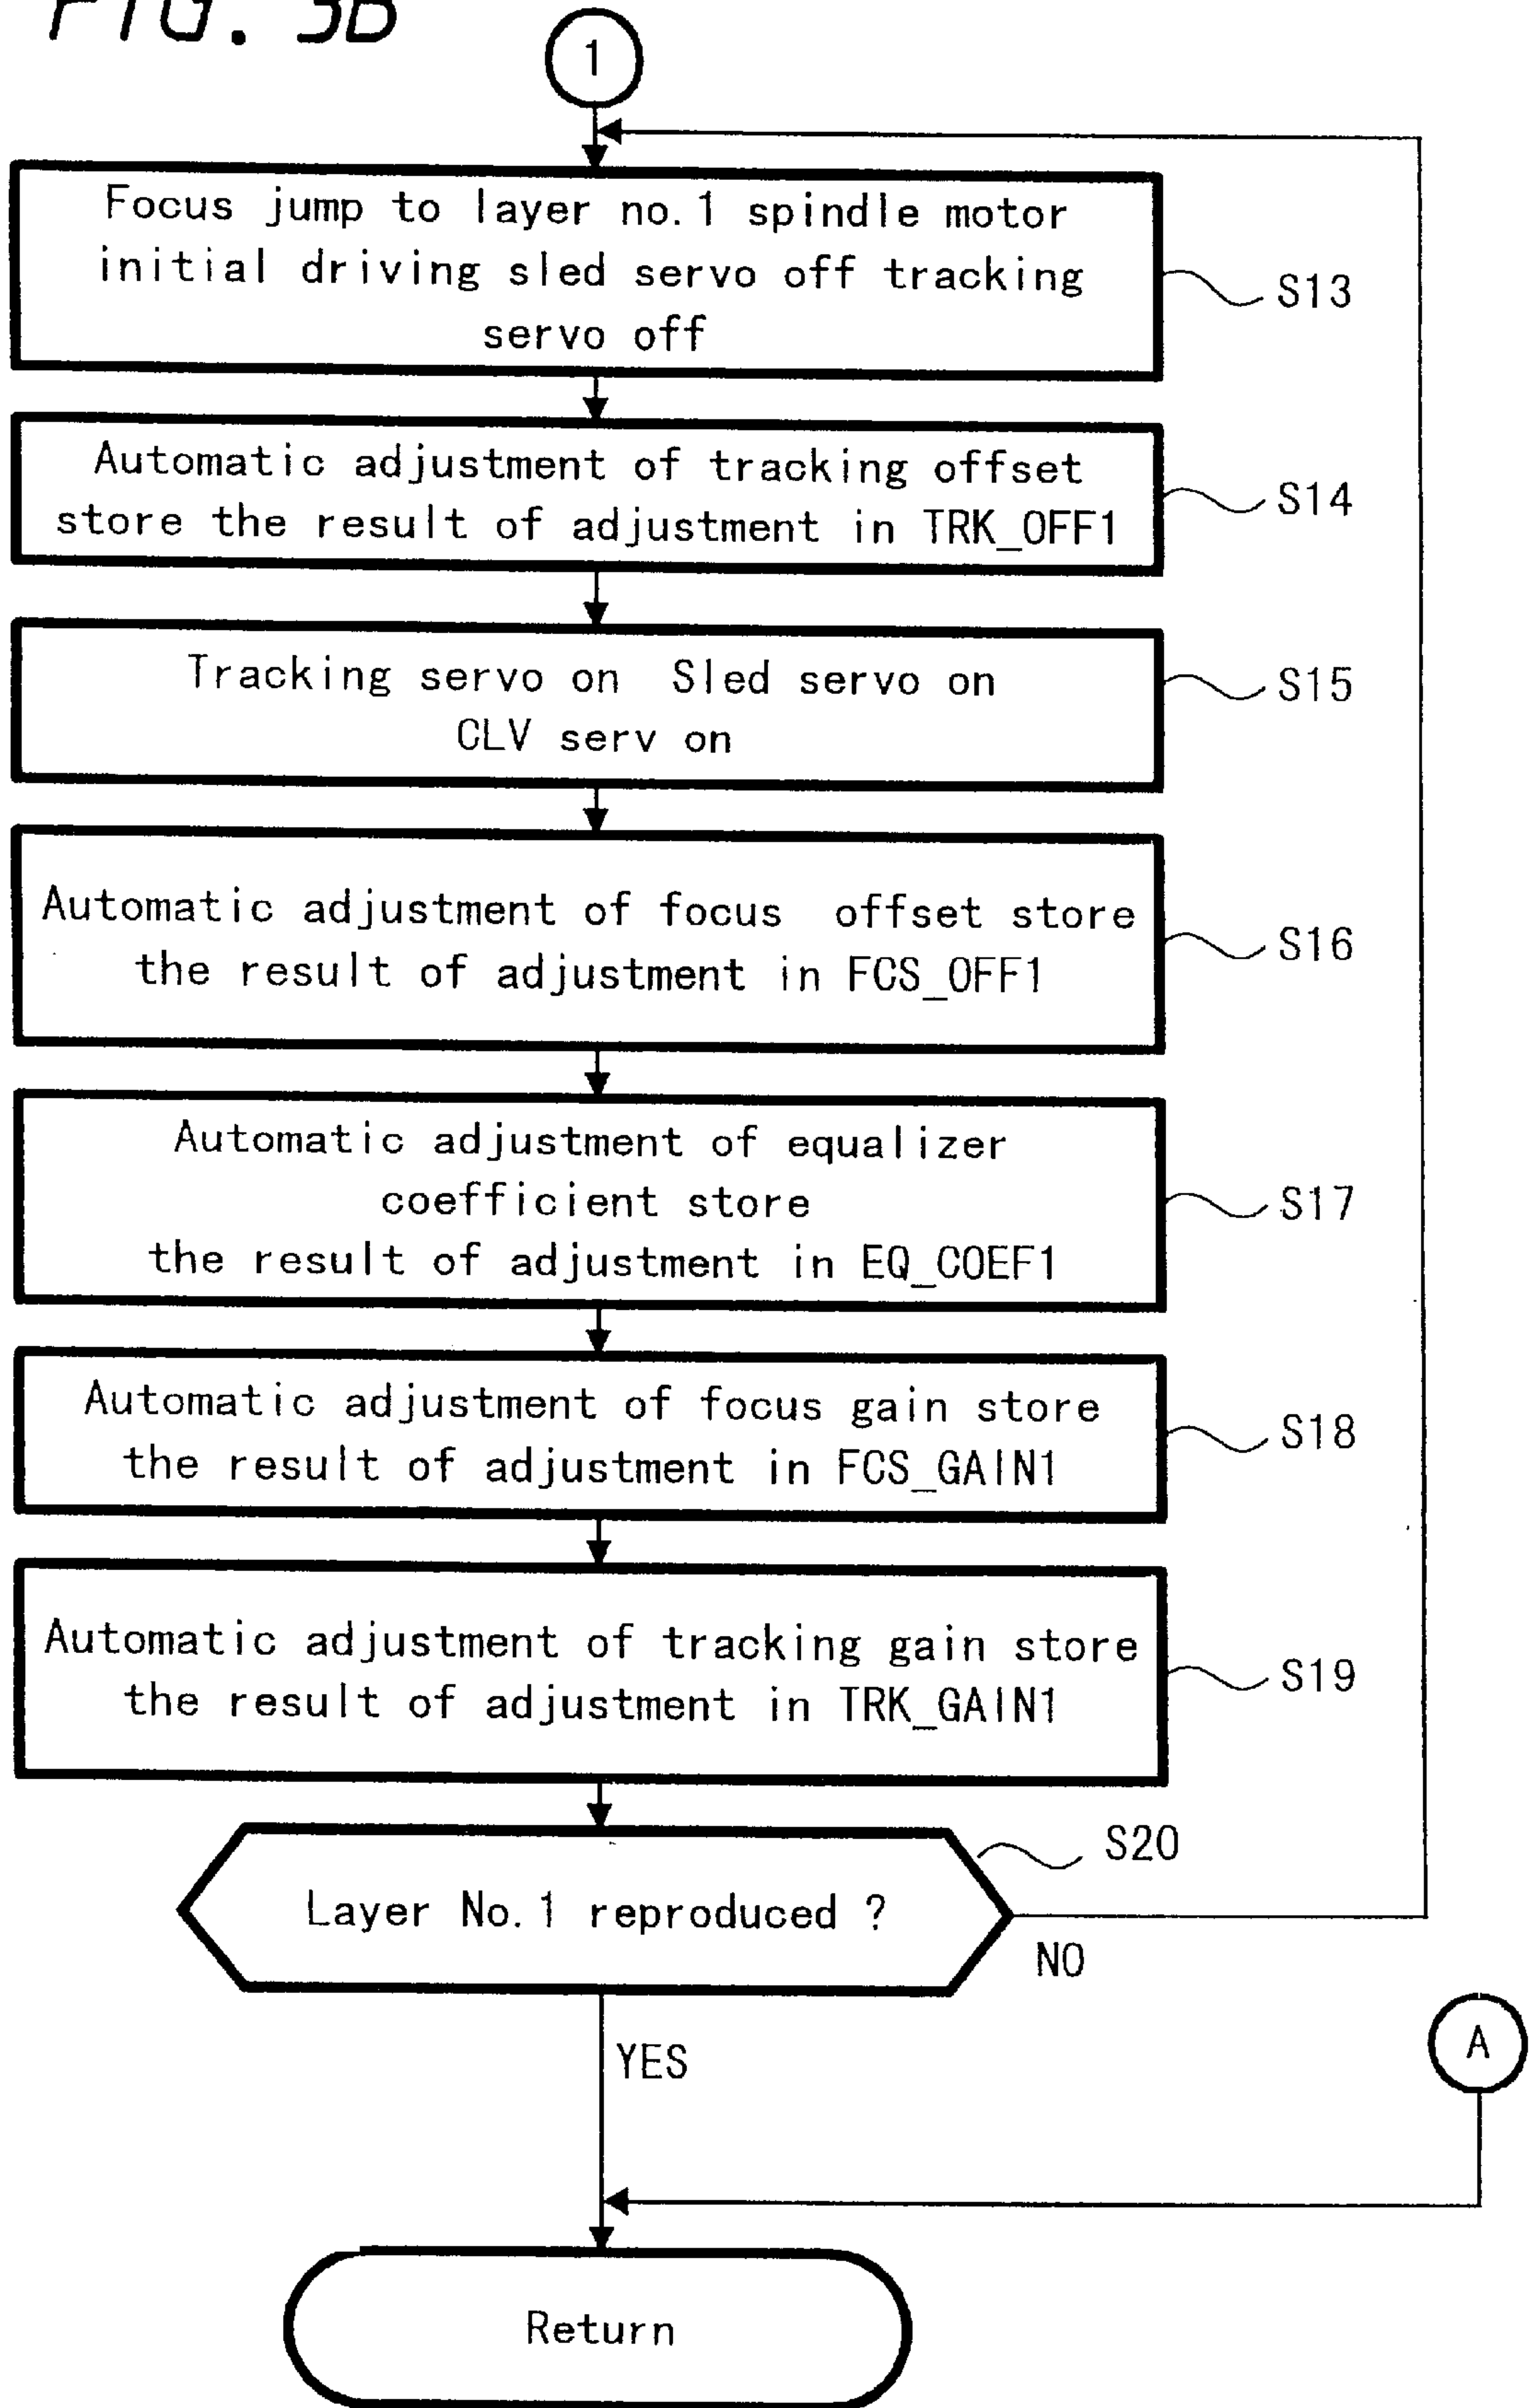 FIG. 3B
1
Focus jump to layer no.1 spindle motor
initial driving sled servo off tracking
servo off
S13
Automatic adjustment of tracking offset
store the result of adjustment in TRK_OFF1
S14
Tracking servo on Sled servo on
CLV serv on
S15
Automatic adjustment of focus offset store
the result of adjustment in FCS_OFF1
S16
Automatic adjustment of equalizer
coefficient store
the result of adjustment in EQ_COEF1
S17
Automatic adjustment of focus gain store
the result of adjustment in FCS_GAIN1
S18
Automatic adjustment of tracking gain store
the result of adjustment in TRK_GAIN1
S19
S20
Layer No.1 reproduced ?
NO
YES
A
Return